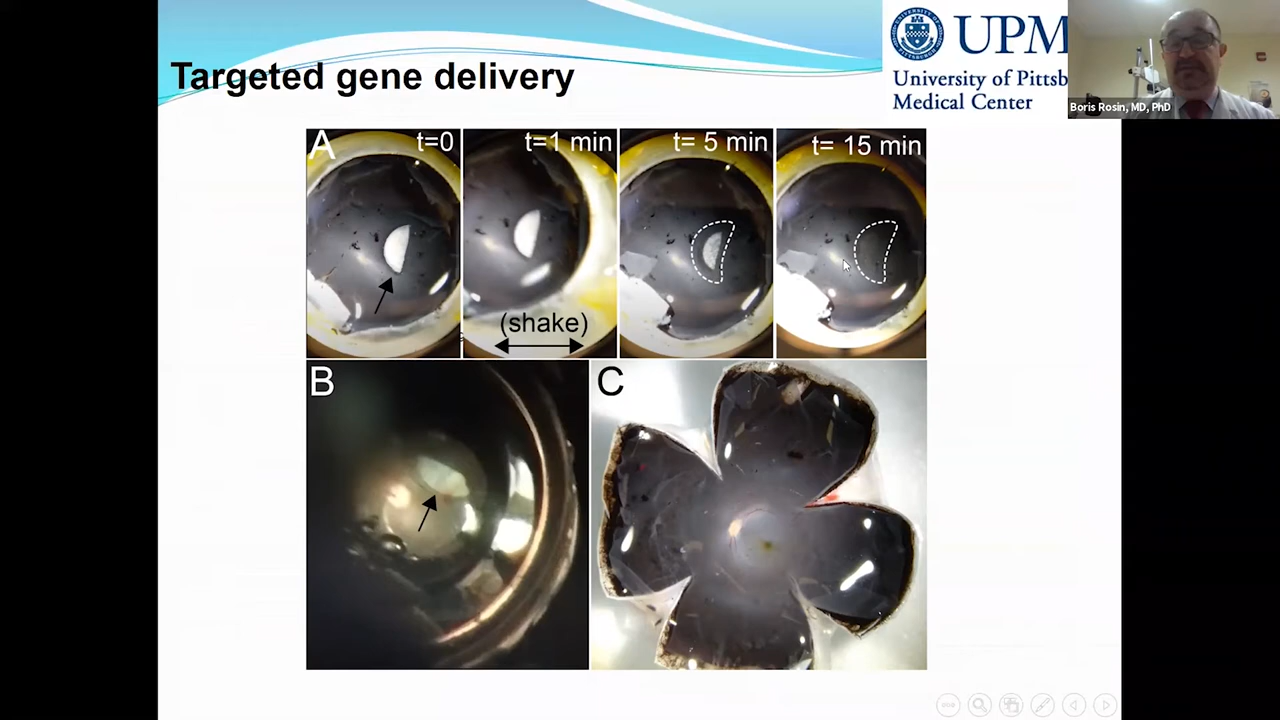 Targeted gene delivery
UPM
University of Pittsb
Medical Center
Boris Rosin, MD, PhD
A
t=0
t=1 min
t= 5 min
t= 15 min
(shake)
B
C